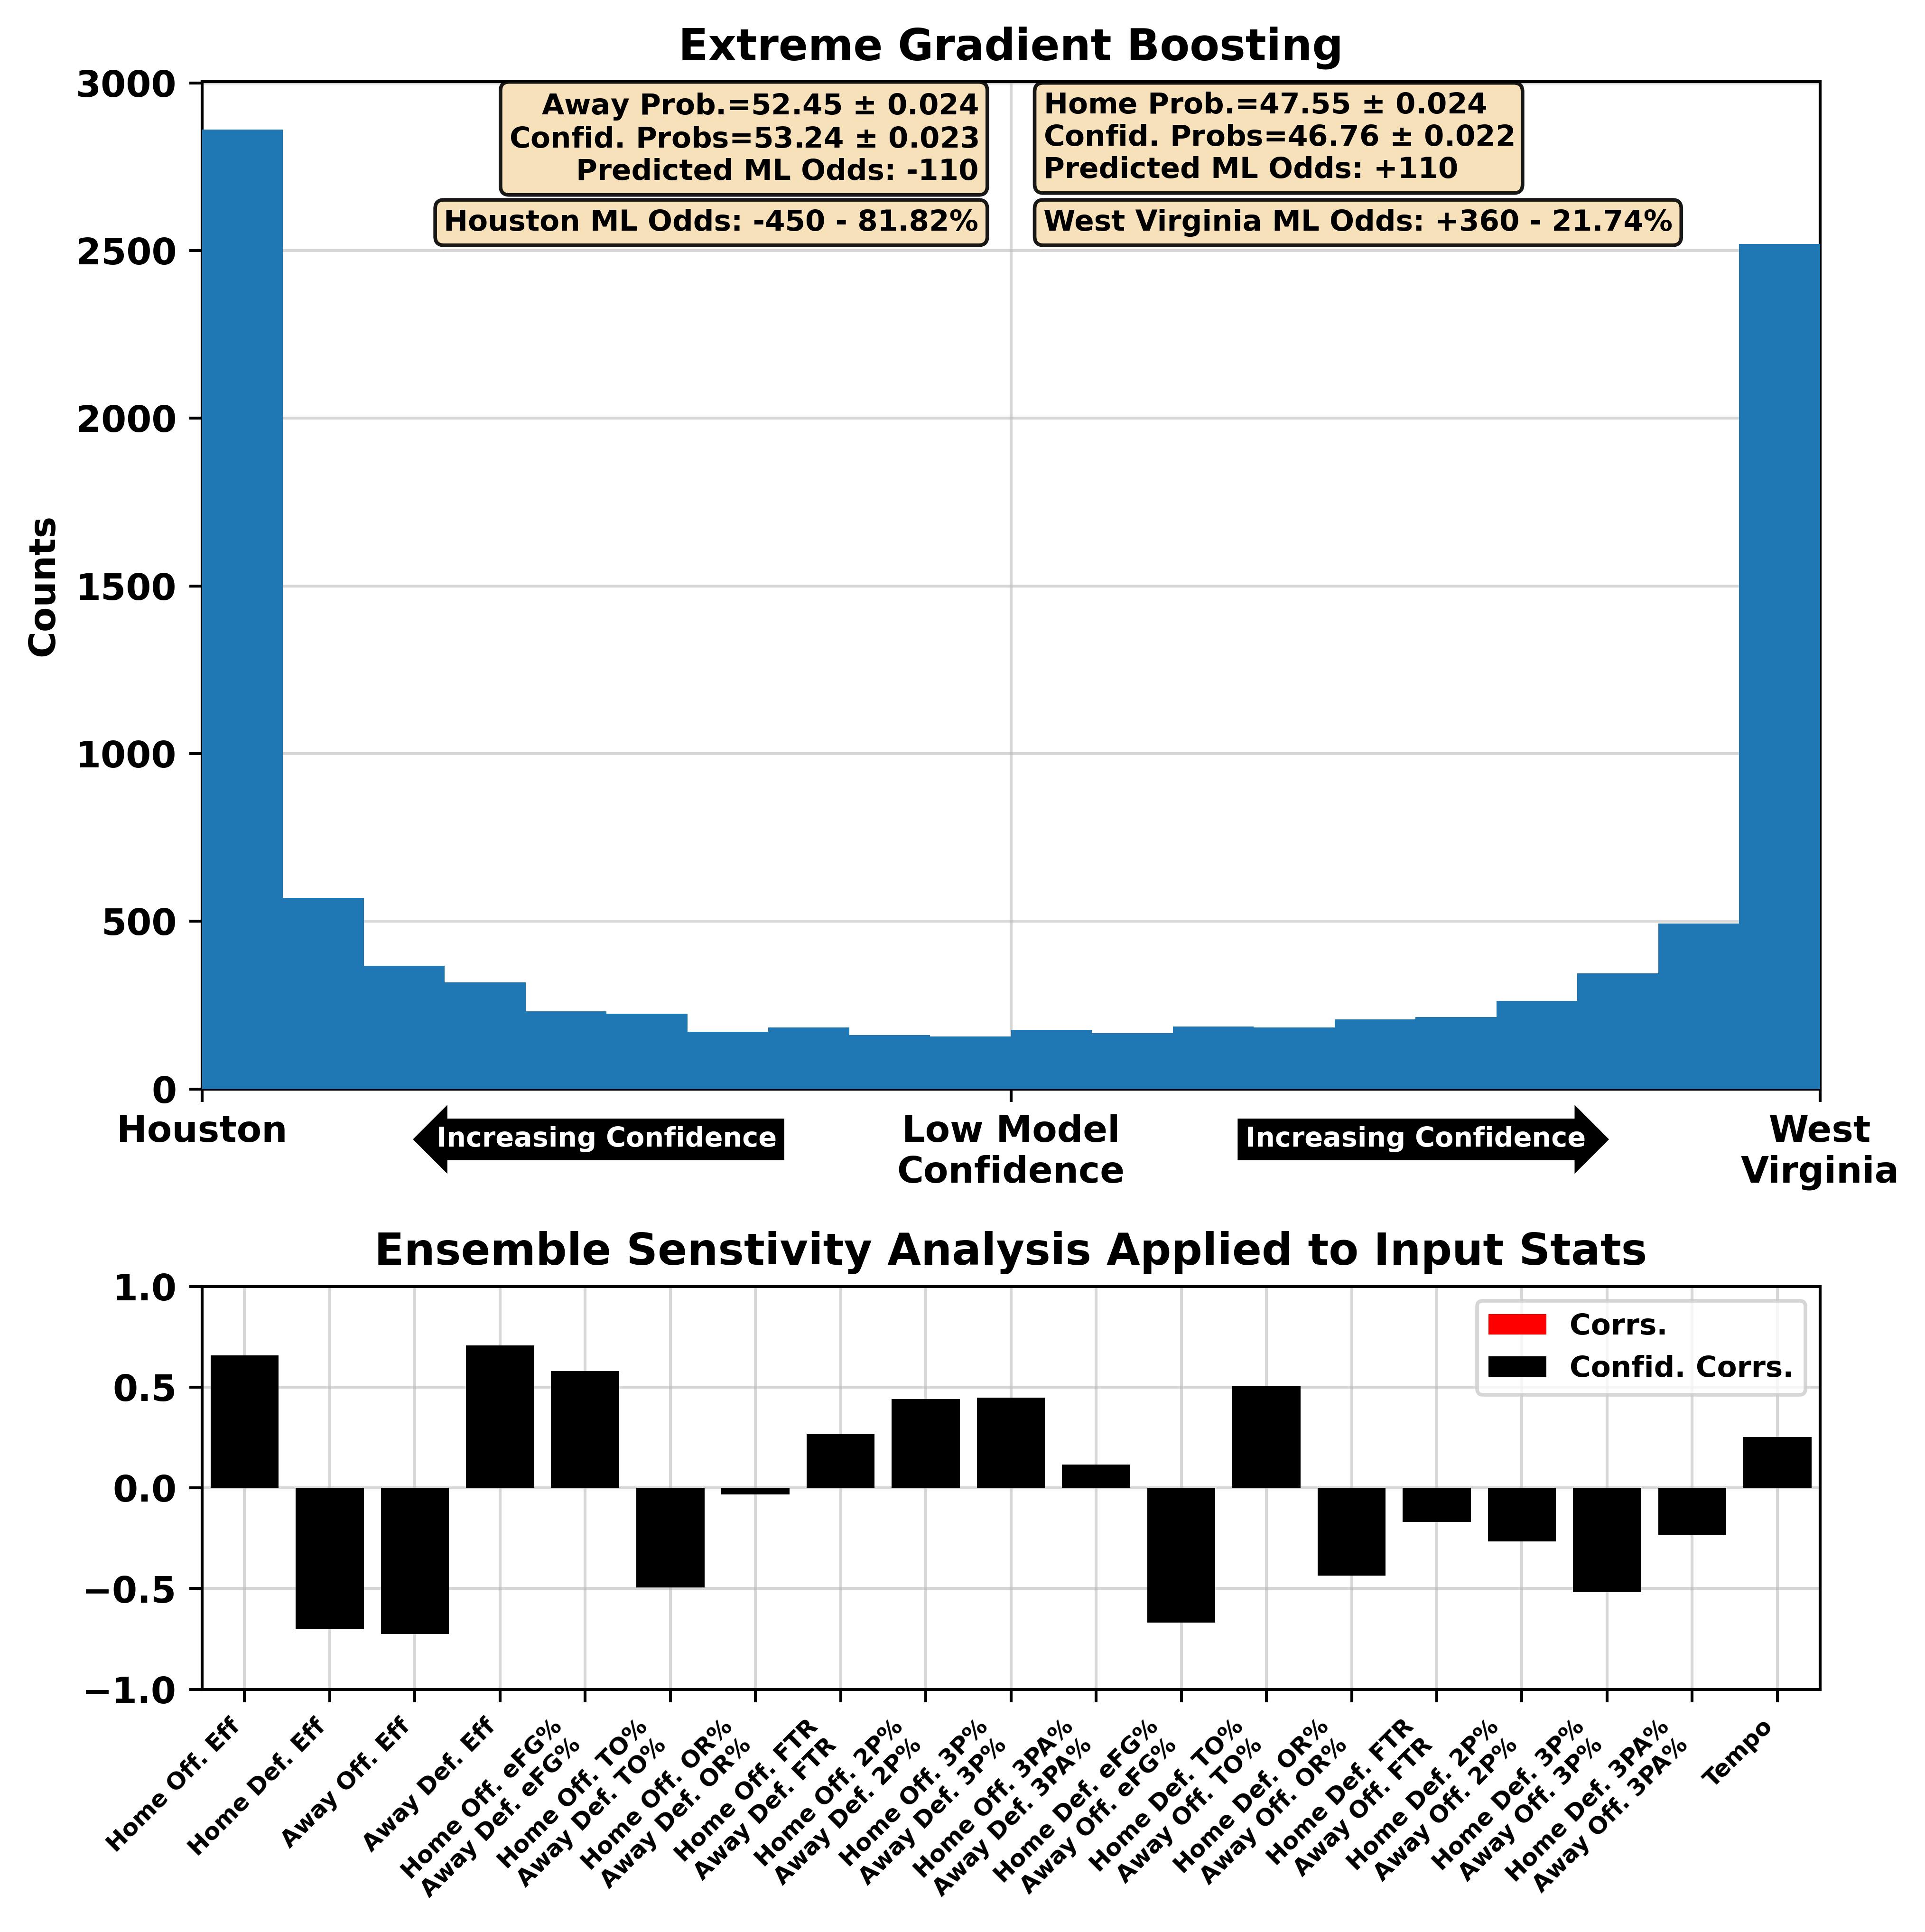 Extreme Gradient Boosting
3000
2500
2000
1500
1000
500
0
Counts
Away Prob.=52.45 ± 0.024
Confid. Probs=53.24 ± 0.023
Predicted ML Odds: -110
Houston ML Odds: -450 - 81.82%
Home Prob.=47.55 ± 0.024
Confid. Probs=46.76 ± 0.022
Predicted ML Odds: +110
West Virginia ML Odds: +360 - 21.74%
Houston
Increasing Confidence
Low Model
Confidence
Increasing Confidence
West
Virginia
Ensemble Senstivity Analysis Applied to Input Stats
1.0
0.5
0.0
−0.5
−1.0
Corrs.
Confid. Corrs.
Home Off. Eff
Home Def. Eff
Away Off. Eff
Away Def. Eff
Home Off. eFG%
Away Def. eFG%
Home Off. TO%
Away Def. TO%
Home Off. OR%
Away Def. OR%
Home Off. FTR
Away Def. FTR
Home Off. 2P%
Away Def. 2P%
Home Off. 3P%
Away Def. 3P%
Home Off. 3PA%
Away Def. 3PA%
Home Def. eFG%
Away Off. eFG%
Home Def. TO%
Away Off. TO%
Home Def. OR%
Away Off. OR%
Home Def. FTR
Away Off. FTR
Home Def. 2P%
Away Off. 2P%
Home Def. 3P%
Away Off. 3P%
Home Def. 3PA%
Away Off. 3PA%
Tempo